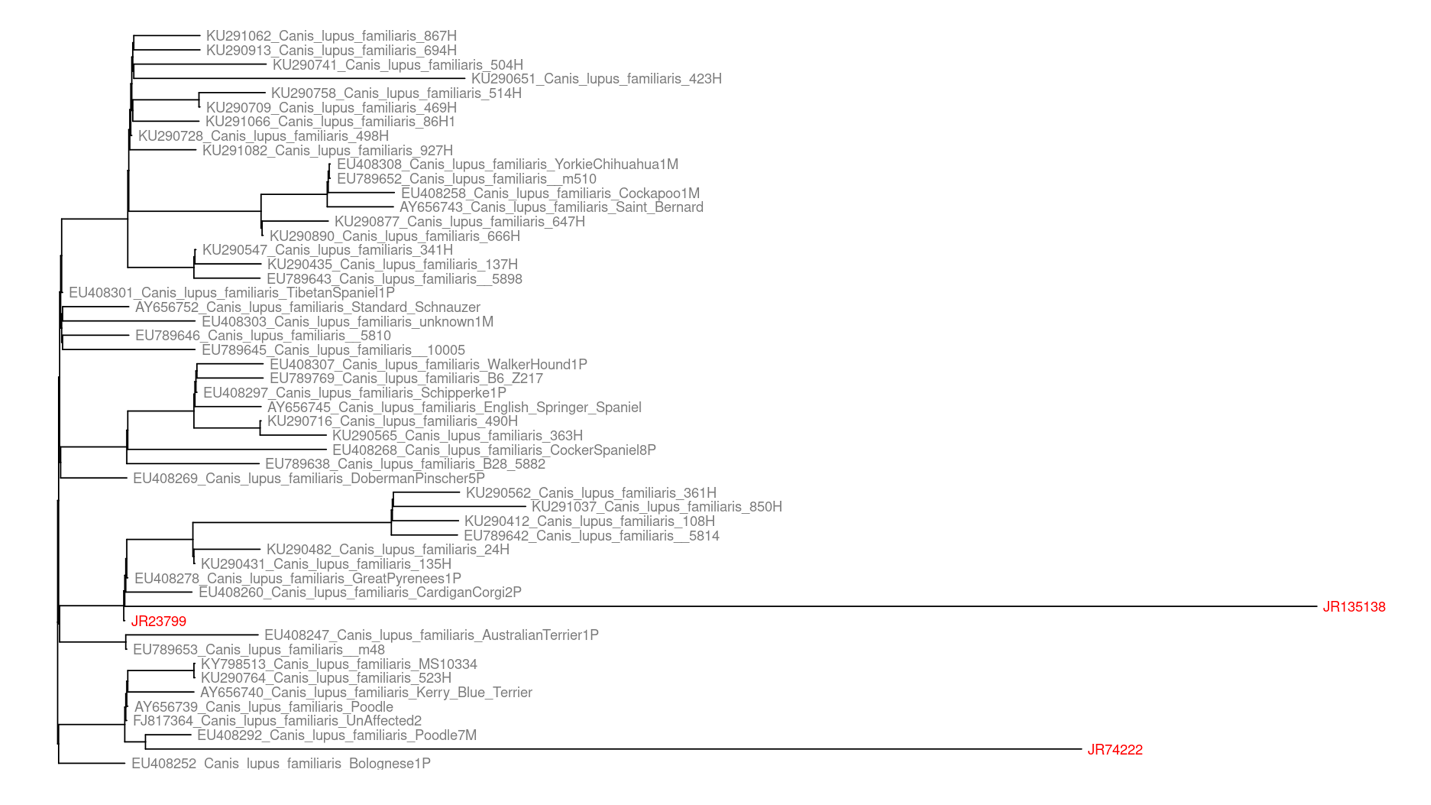 KU291062_Canis_lupus_familiaris_867H
KU290913_Canis_lupus_familiaris_694H
KU290741_Canis_lupus_familiaris_504H
KU290651_Canis_lupus_familiaris_423H
KU290758_Canis_lupus_familiaris_514H
KU290709_Canis_lupus_familiaris_469H
KU291066_Canis_lupus_familiaris_86H1
KU290728_Canis_lupus_familiaris_498H
KU291082_Canis_lupus_familiaris_927H
EU408308_Canis_lupus_familiaris_YorkieChihuahua1M
EU789652_Canis_lupus_familiaris__m510
EU408258_Canis_lupus_familiaris_Cockapoo1M
AY656743_Canis_lupus_familiaris_Saint_Bernard
KU290877_Canis_lupus_familiaris_647H
KU290890_Canis_lupus_familiaris_666H
KU290547_Canis_lupus_familiaris_341H
KU290435_Canis_lupus_familiaris_137H
EU789643_Canis_lupus_familiaris__5898
EU408301_Canis_lupus_familiaris_TibetanSpaniel1P
AY656752_Canis_lupus_familiaris_Standard_Schnauzer
EU408303_Canis_lupus_familiaris_unknown1M
EU789646_Canis_lupus_familiaris__5810
EU789645_Canis_lupus_familiaris__10005
EU408307_Canis_lupus_familiaris_WalkerHound1P
EU789769_Canis_lupus_familiaris_B6_Z217
EU408297_Canis_lupus_familiaris_Schipperke1P
AY656745_Canis_lupus_familiaris_English_Springer_Spaniel
KU290716_Canis_lupus_familiaris_490H
KU290565_Canis_lupus_familiaris_363H
EU408268_Canis_lupus_familiaris_CockerSpaniel8P
EU789638_Canis_lupus_familiaris_B28_5882
EU408269_Canis_lupus_familiaris_DobermanPinscher5P
KU290562_Canis_lupus_familiaris_361H
KU291037_Canis_lupus_familiaris_850H
KU290412_Canis_lupus_familiaris_108H
EU789642_Canis_lupus_familiaris__5814
KU290482_Canis_lupus_familiaris_24H
KU290431_Canis_lupus_familiaris_135H
EU408278_Canis_lupus_familiaris_GreatPyrenees1P
EU408260_Canis_lupus_familiaris_CardiganCorgi2P
JR135138
JR23799
EU408247_Canis_lupus_familiaris_AustralianTerrier1P
EU789653_Canis_lupus_familiaris__m48
KY798513_Canis_lupus_familiaris_MS10334
KU290764_Canis_lupus_familiaris_523H
AY656740_Canis_lupus_familiaris_Kerry_Blue_Terrier
AY656739_Canis_lupus_familiaris_Poodle
FJ817364_Canis_lupus_familiaris_UnAffected2
EU408292_Canis_lupus_familiaris_Poodle7M
JR74222
EU408252_Canis_lupus_familiaris_Bolognese1P